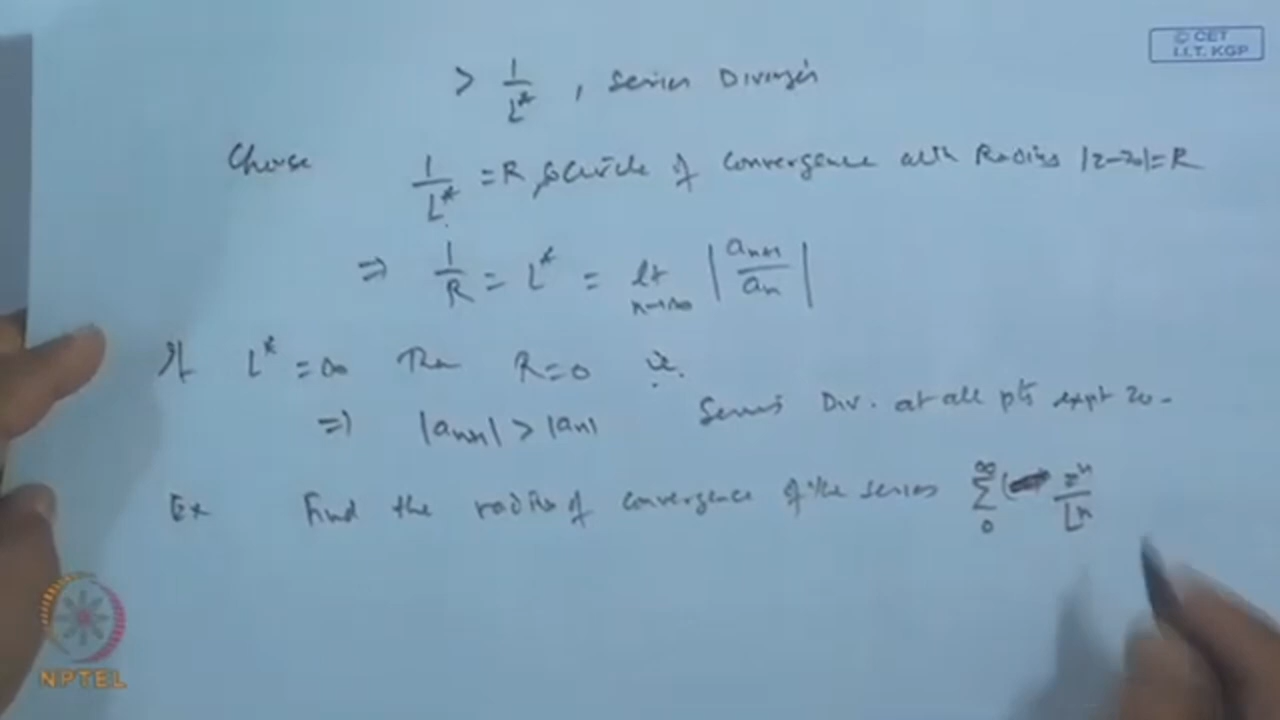 © CET
I.I.T. KGP
> 1/L* , Series Diverges
Choose 1/L* = R, circle of convergence with Radius |z-z0| = R
⇒ 1/R = L* = lt n→∞ |an+1/an|
If L* = ∞ Then R=0 ie.
⇒ |an+1| > |an| Series Div. at all pts expt z0.
Ex Find the radius of convergence of the series ∞ Σ 0 ( zⁿ/⌊n
NPTEL